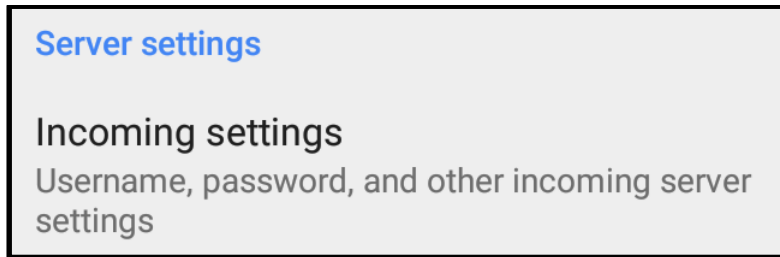 Server settings
Incoming settings
Username, password, and other incoming server
settings